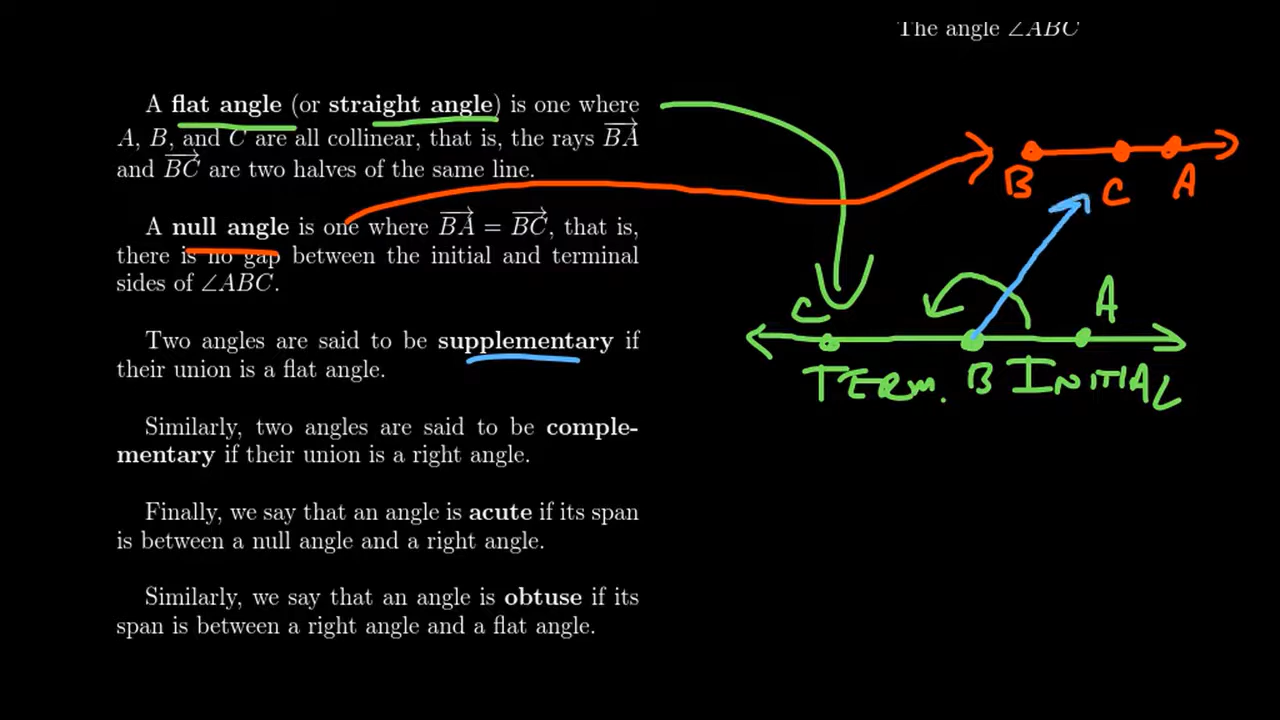 The angle ∠ABC
A flat angle (or straight angle) is one where
A, B, and C are all collinear, that is, the rays \overrightarrow{BA}
and \overrightarrow{BC} are two halves of the same line.
A null angle is one where \overrightarrow{BA} = \overrightarrow{BC}, that is,
there is no gap between the initial and terminal
sides of ∠ABC.
Two angles are said to be supplementary if
their union is a flat angle.
Similarly, two angles are said to be comple-
mentary if their union is a right angle.
Finally, we say that an angle is acute if its span
is between a null angle and a right angle.
Similarly, we say that an angle is obtuse if its
span is between a right angle and a flat angle.
B C A
C A
TERM. B INITIAL